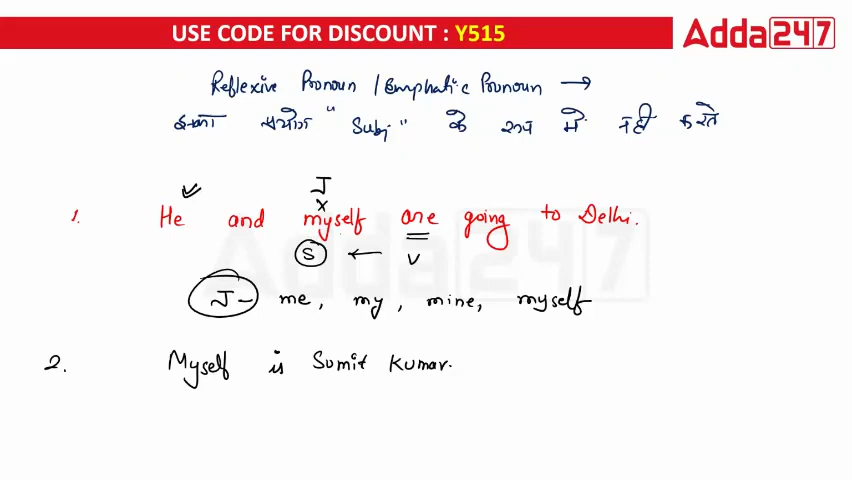 USE CODE FOR DISCOUNT : Y515
Adda247
Reflexive Pronoun / Emphatic Pronoun →
इनका प्रयोग "Subj" के रूप में नहीं करते
I
1. He and myself are going to Delhi.
S ← V
I - me, my, mine, myself
2. Myself is Sumit Kumar.